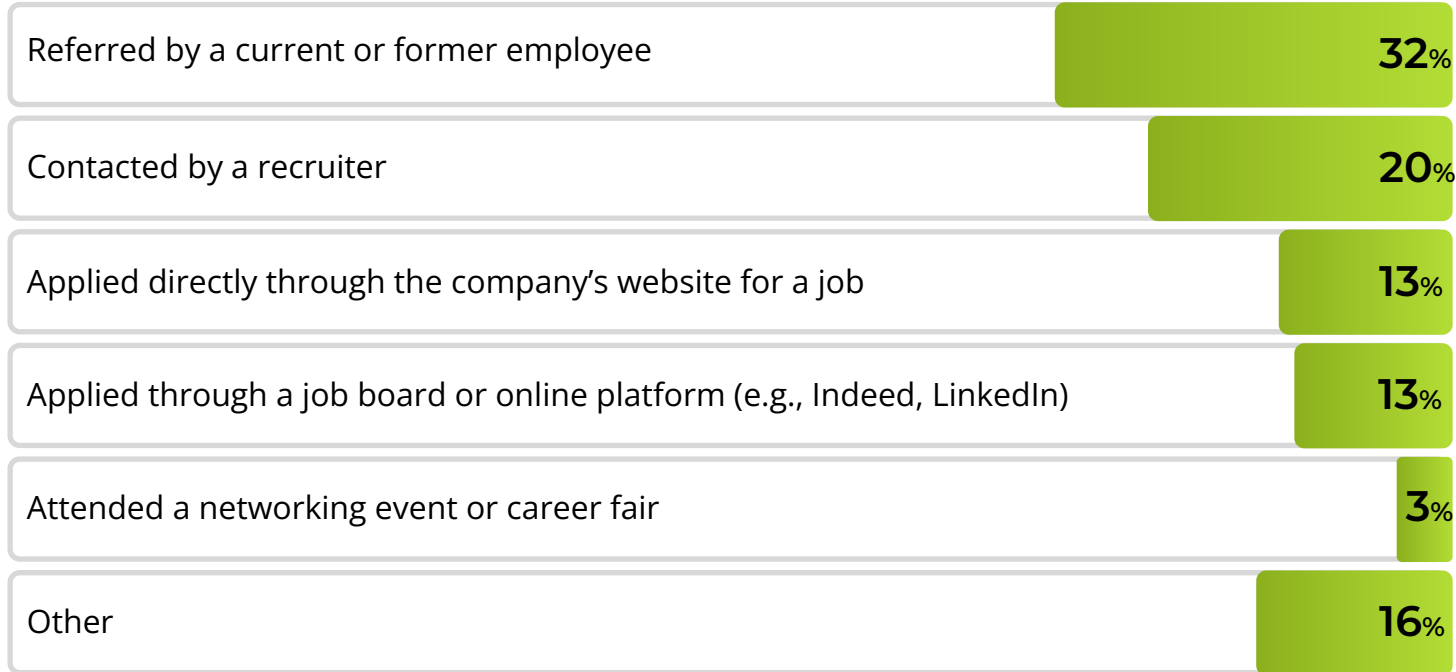 Referred by a current or former employee 32%
Contacted by a recruiter 20%
Applied directly through the company’s website for a job 13%
Applied through a job board or online platform (e.g., Indeed, LinkedIn) 13%
Attended a networking event or career fair 3%
Other 16%